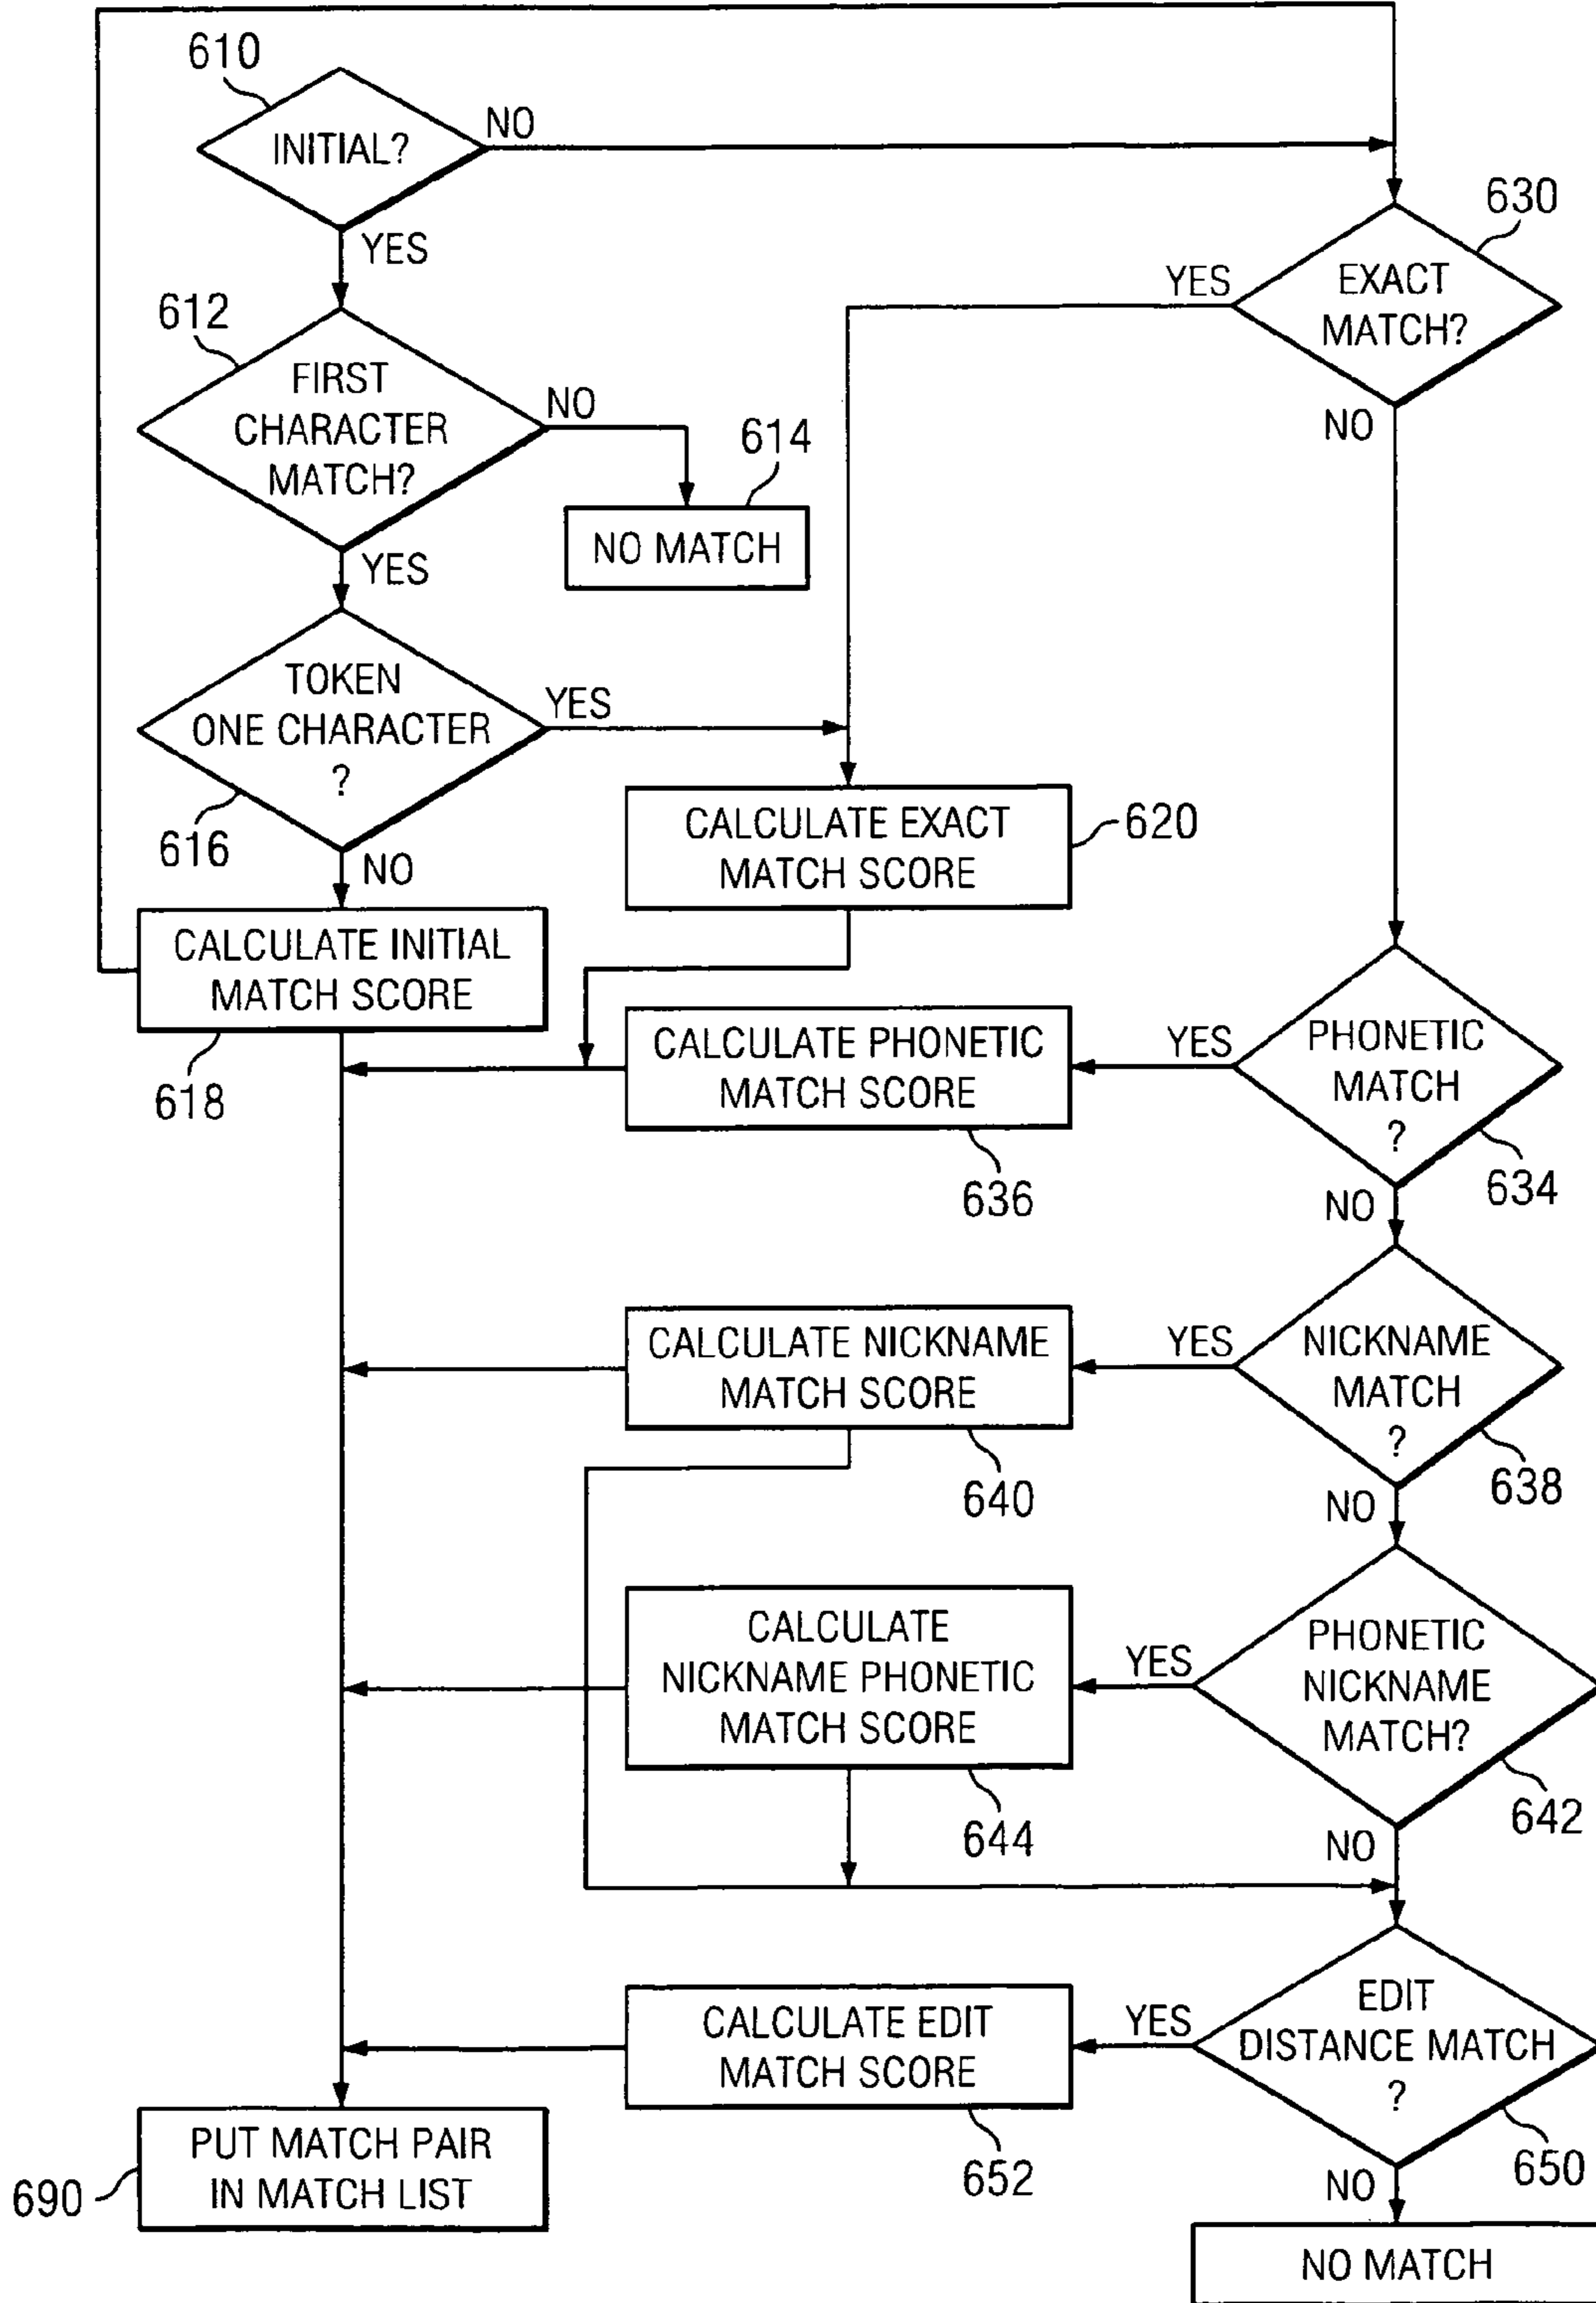 610
INITIAL?
NO
YES
630
EXACT
MATCH?
YES
NO
612
FIRST
CHARACTER
MATCH?
NO
614
NO MATCH
YES
TOKEN
ONE CHARACTER
?
YES
616
NO
CALCULATE EXACT
MATCH SCORE
620
CALCULATE INITIAL
MATCH SCORE
618
CALCULATE PHONETIC
MATCH SCORE
636
YES
PHONETIC
MATCH
?
634
NO
CALCULATE NICKNAME
MATCH SCORE
640
YES
NICKNAME
MATCH
?
638
NO
CALCULATE
NICKNAME PHONETIC
MATCH SCORE
644
YES
PHONETIC
NICKNAME
MATCH?
642
NO
CALCULATE EDIT
MATCH SCORE
652
YES
EDIT
DISTANCE MATCH
?
650
NO
PUT MATCH PAIR
IN MATCH LIST
690
NO MATCH